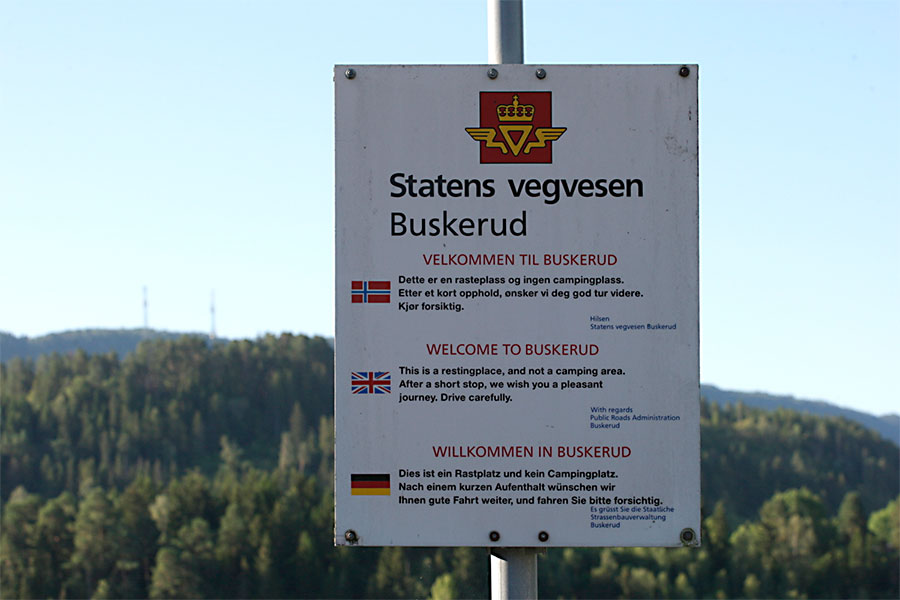 Statens vegvesen
Buskerud
VELKOMMEN TIL BUSKERUD
Dette er en rasteplass og ingen campingplass.
Etter et kort opphold, ønsker vi deg god tur videre.
Kjør forsiktig.
Hilsen
Statens vegvesen Buskerud
WELCOME TO BUSKERUD
This is a restingplace, and not a camping area.
After a short stop, we wish you a pleasant
journey. Drive carefully.
With regards
Public Roads Administration
Buskerud
WILLKOMMEN IN BUSKERUD
Dies ist ein Rastplatz und kein Campingplatz.
Nach einem kurzen Aufenthalt wünschen wir
Ihnen gute Fahrt weiter, und fahren Sie bitte forsichtig.
Es grüsst Sie die Staatliche
Strassenbauverwaltung
Buskerud